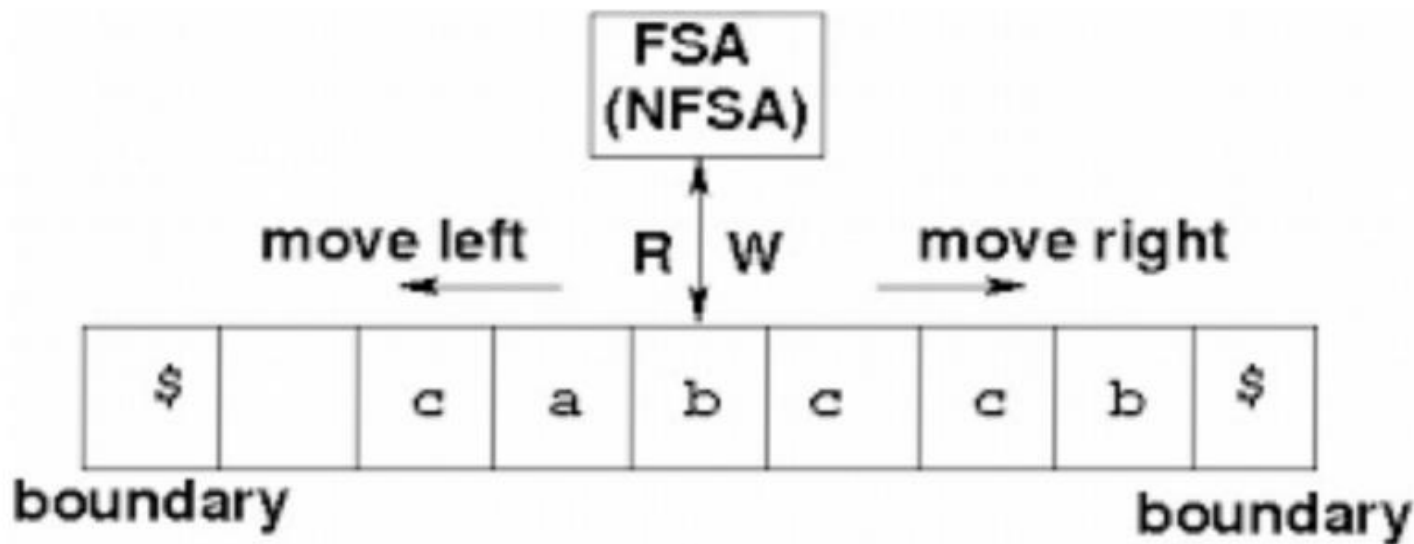 FSA
(NFSA)
move left R W move right
$ c a b c c b $
boundary boundary